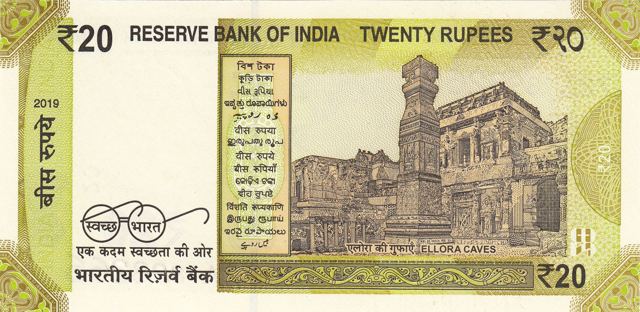 ₹20
RESERVE BANK OF INDIA
TWENTY RUPEES
₹२०
2019
बीस रुपये
বিশ টকা
কুড়ি টাকা
વીસ રૂપિયા
ಇಪ್ಪತ್ತು ರೂಪಾಯಿಗಳು
वीस रुपया
ഇരുപതു രൂപ
वीस रुपये
बीस रुपियाँ
କୋଡ଼ିଏ ଟଙ୍କା
ਵੀਹ ਰੁਪਏ
विंशति रूप्यकाणि
இருபது ரூபாய்
ఇరవై రూపాయలు
₹20
स्वच्छ भारत
एक कदम स्वच्छता की ओर
भारतीय रिज़र्व बैंक
एलोरा की गुफाएँ ELLORA CAVES
₹20